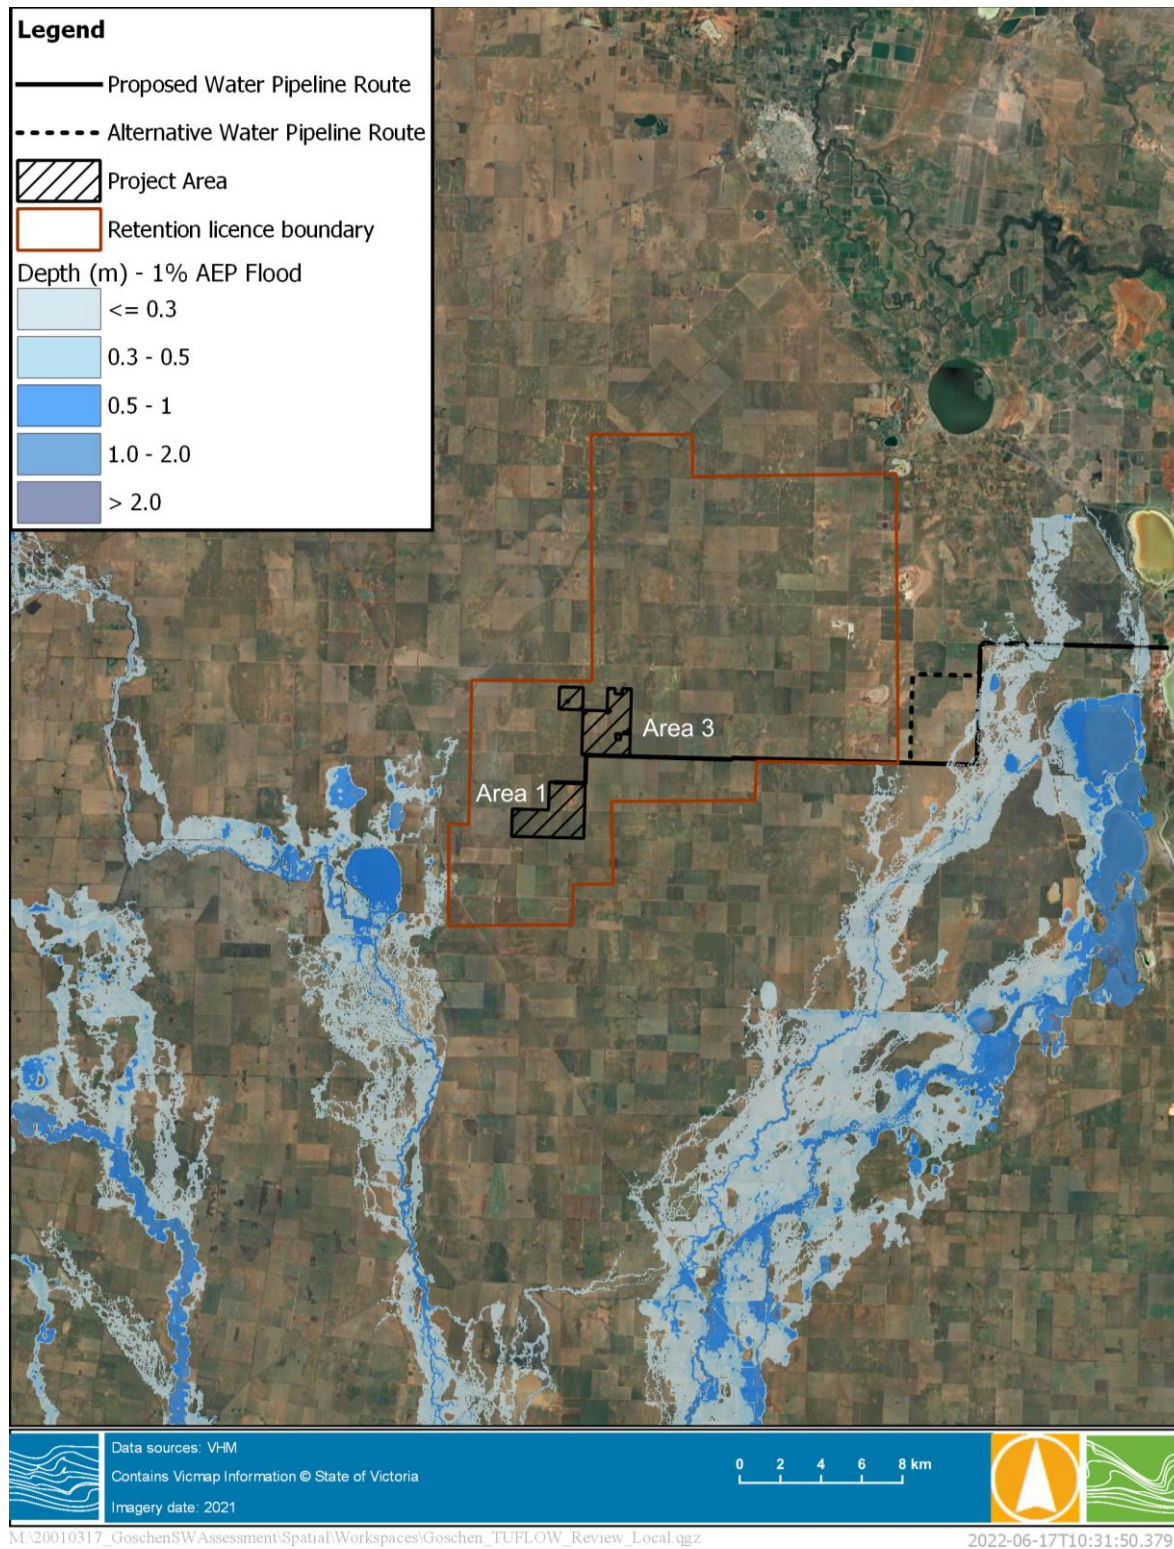 Legend
Proposed Water Pipeline Route
Alternative Water Pipeline Route
Project Area
Retention licence boundary
Depth (m) - 1% AEP Flood
<= 0.3
0.3 - 0.5
0.5 - 1
1.0 - 2.0
> 2.0
Area 3
Area 1
Data sources: VHM
Contains Vicmap Information © State of Victoria
Imagery date: 2021
0 2 4 6 8 km
M:\20010317_GoschenSWAssessment\Spatial\Workspaces\Goschen_TUFLOW_Review_Local.qgz
2022-06-17T10:31:50.379